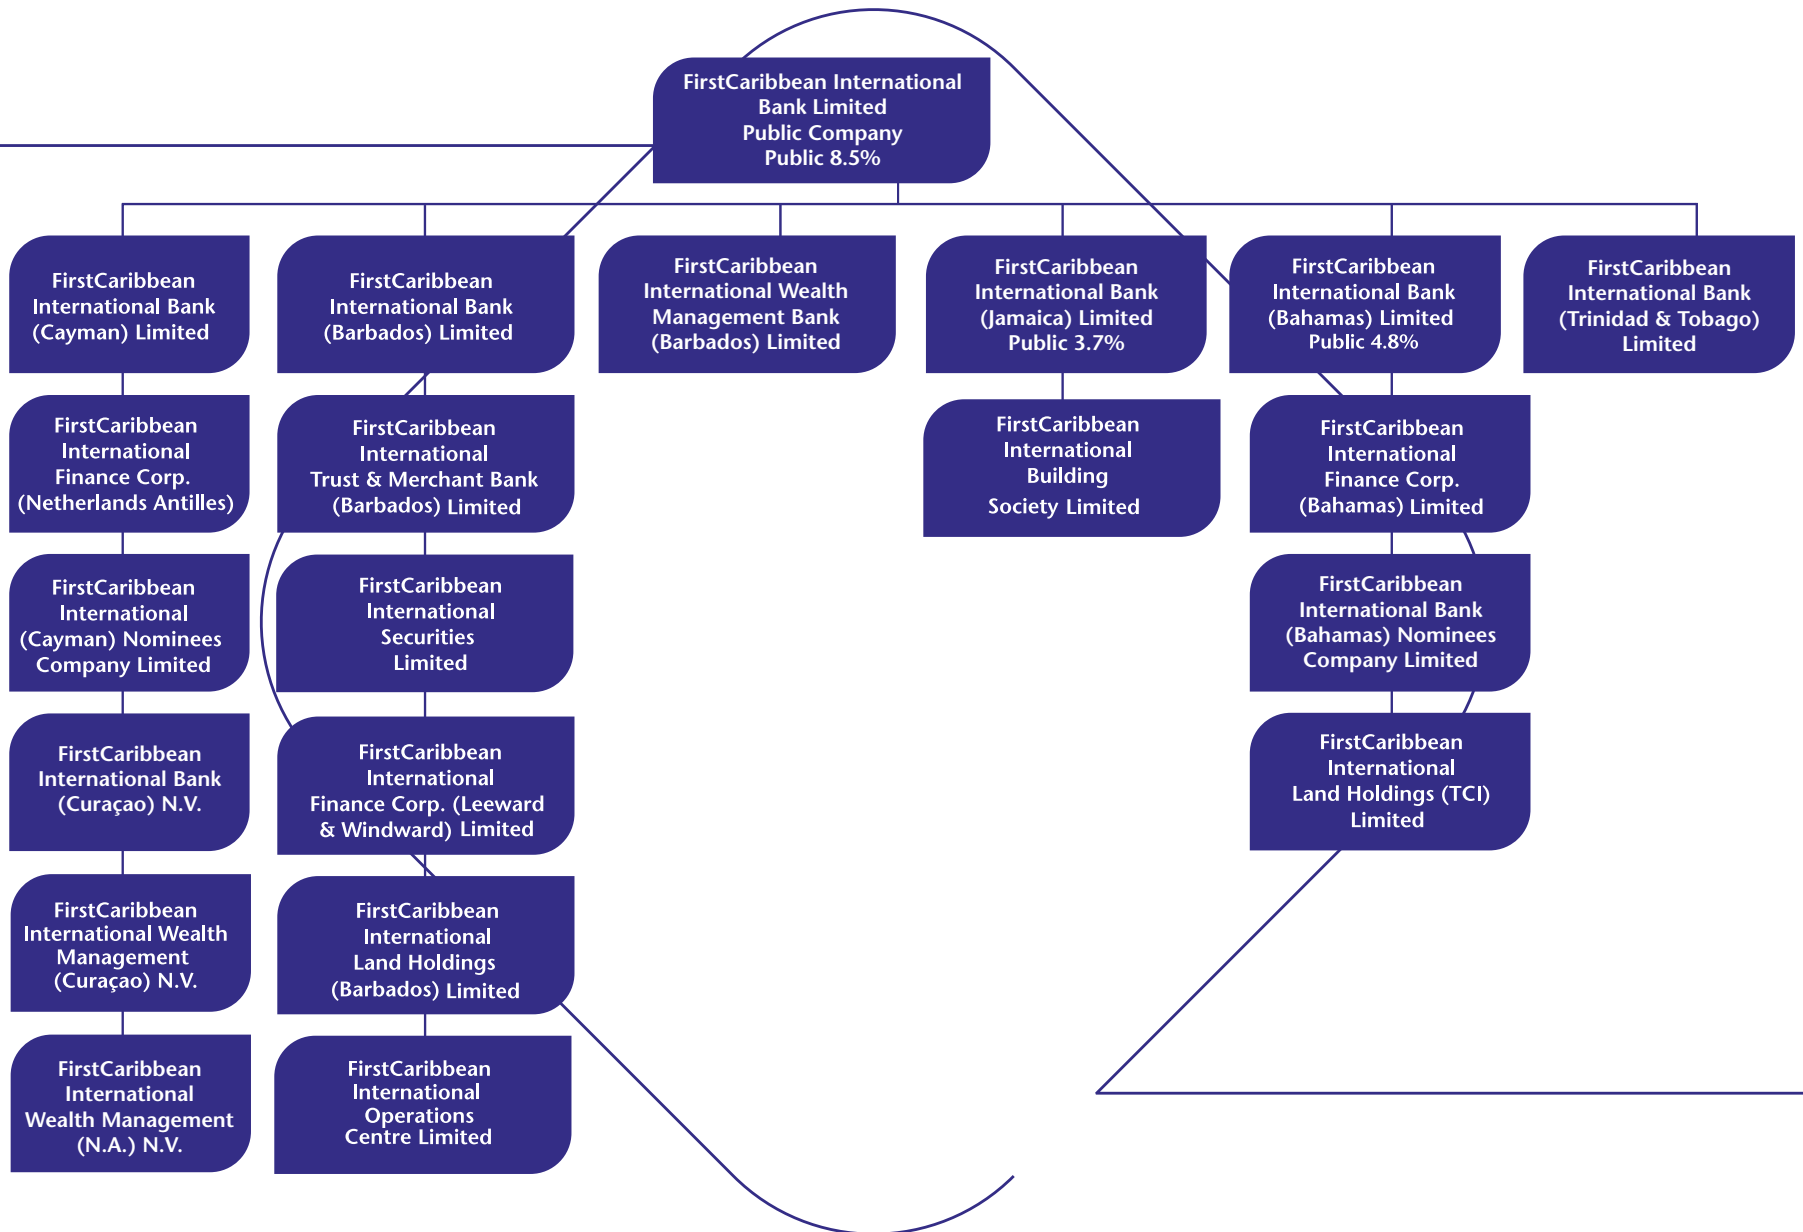 FirstCaribbean International
Bank Limited
Public Company
Public 8.5%
FirstCaribbean
International Bank
(Cayman) Limited
FirstCaribbean
International Bank
(Barbados) Limited
FirstCaribbean
International Wealth
Management Bank
(Barbados) Limited
FirstCaribbean
International Bank
(Jamaica) Limited
Public 3.7%
FirstCaribbean
International Bank
(Bahamas) Limited
Public 4.8%
FirstCaribbean
International Bank
(Trinidad & Tobago)
Limited
FirstCaribbean
International
Finance Corp.
(Netherlands Antilles)
FirstCaribbean
International
Trust & Merchant Bank
(Barbados) Limited
FirstCaribbean
International
Building
Society Limited
FirstCaribbean
International
Finance Corp.
(Bahamas) Limited
FirstCaribbean
International
(Cayman) Nominees
Company Limited
FirstCaribbean
International
Securities
Limited
FirstCaribbean
International Bank
(Bahamas) Nominees
Company Limited
FirstCaribbean
International Bank
(Curaçao) N.V.
FirstCaribbean
International
Finance Corp. (Leeward
& Windward) Limited
FirstCaribbean
International
Land Holdings (TCI)
Limited
FirstCaribbean
International Wealth
Management
(Curaçao) N.V.
FirstCaribbean
International
Land Holdings
(Barbados) Limited
FirstCaribbean
International
Wealth Management
(N.A.) N.V.
FirstCaribbean
International
Operations
Centre Limited